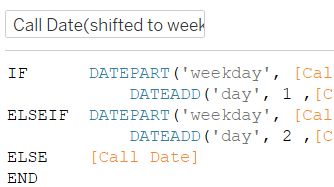 Call Date(shifted to week
IF DATEPART('weekday', [Cal
DATEADD('day', 1 ,[C
ELSEIF DATEPART('weekday', [Cal
DATEADD('day', 2 ,[C
ELSE [Call Date]
END